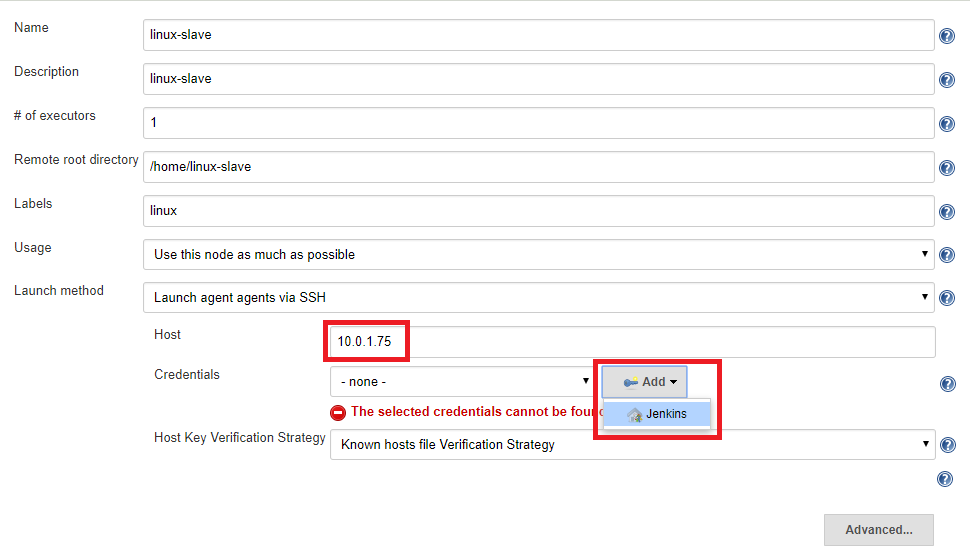 Name linux-slave
Description linux-slave
# of executors 1
Remote root directory /home/linux-slave
Labels linux
Usage Use this node as much as possible
Launch method Launch agent agents via SSH
Host 10.0.1.75
Credentials - none - Add
The selected credentials cannot be Jenkins
Host Key Verification Strategy Known hosts file Verification Strategy
Advanced...